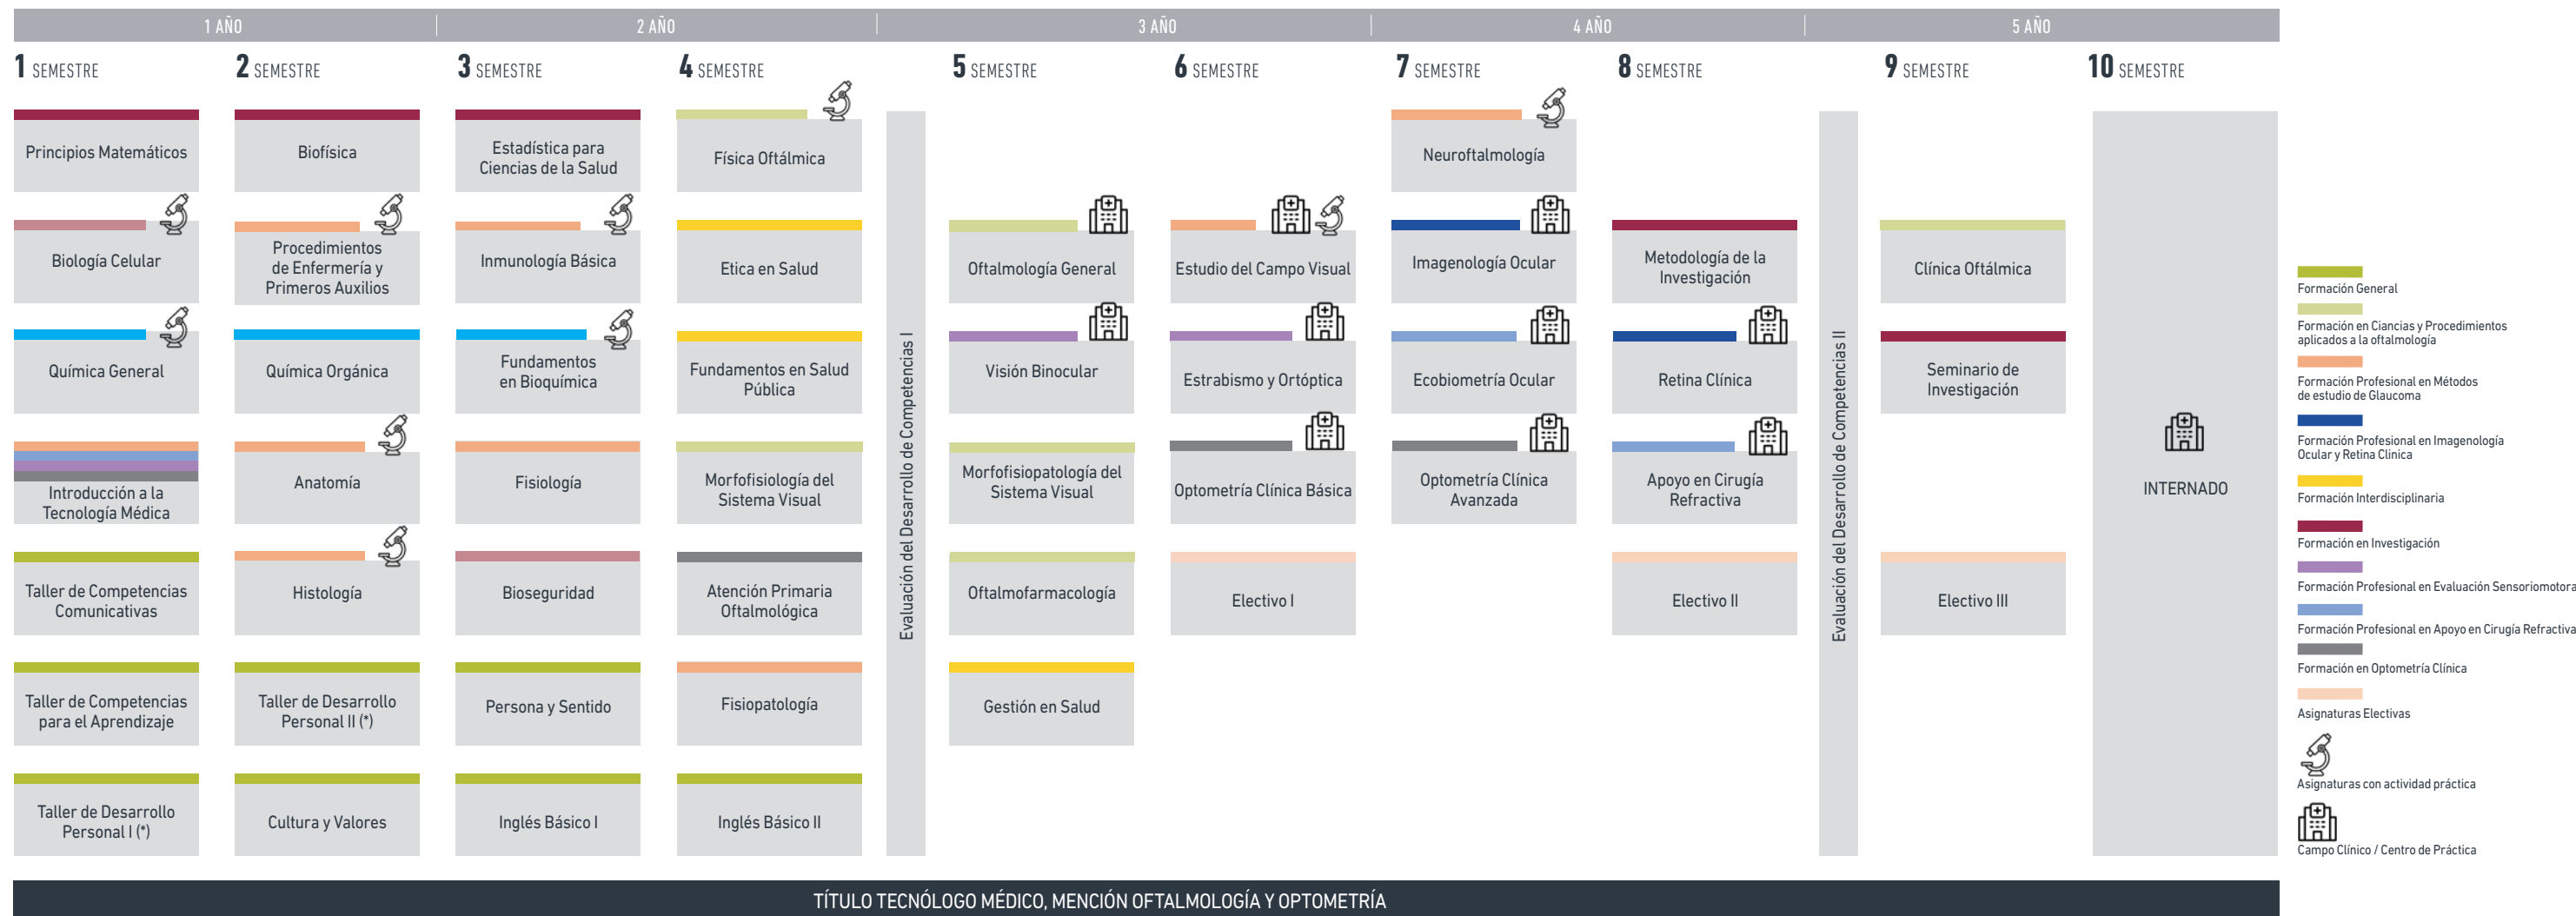 1 AÑO
2 AÑO
3 AÑO
4 AÑO
5 AÑO
1 SEMESTRE
2 SEMESTRE
3 SEMESTRE
4 SEMESTRE
5 SEMESTRE
6 SEMESTRE
7 SEMESTRE
8 SEMESTRE
9 SEMESTRE
10 SEMESTRE
Principios Matemáticos
Biología Celular
Química General
Introducción a la
Tecnología Médica
Taller de Competencias
Comunicativas
Taller de Competencias
para el Aprendizaje
Taller de Desarrollo
Personal I (*)
Biofísica
Procedimientos
de Enfermería y
Primeros Auxilios
Química Orgánica
Anatomía
Histología
Taller de Desarrollo
Personal II (*)
Cultura y Valores
Estadística para
Ciencias de la Salud
Inmunología Básica
Fundamentos
en Bioquímica
Fisiología
Bioseguridad
Persona y Sentido
Inglés Básico I
Física Oftálmica
Etica en Salud
Fundamentos en Salud
Pública
Morfofisiología del
Sistema Visual
Atención Primaria
Oftalmológica
Fisiopatología
Inglés Básico II
Evaluación del Desarrollo de Competencias I
Oftalmología General
Visión Binocular
Morfofisiopatología del
Sistema Visual
Oftalmofarmacología
Gestión en Salud
Estudio del Campo Visual
Estrabismo y Ortóptica
Optometría Clínica Básica
Electivo I
Neuroftalmología
Imagenología Ocular
Ecobiometría Ocular
Optometría Clínica
Avanzada
Metodología de la
Investigación
Retina Clínica
Apoyo en Cirugía
Refractiva
Electivo II
Evaluación del Desarrollo de Competencias II
Clínica Oftálmica
Seminario de
Investigación
Electivo III
INTERNADO
Formación General
Formación en Ciancias y Procedimientos
aplicados a la oftalmología
Formación Profesional en Métodos
de estudio de Glaucoma
Formación Profesional en Imagenología
Ocular y Retina Clinica
Formación Interdisciplinaria
Formación en Investigación
Formación Profesional en Evaluación Sensoriomotora
Formación Profesional en Apoyo en Cirugía Refractiva
Formación en Optometría Clínica
Asignaturas Electivas
Asignaturas con actividad práctica
Campo Clínico / Centro de Práctica
TÍTULO TECNÓLOGO MÉDICO, MENCIÓN OFTALMOLOGÍA Y OPTOMETRÍA